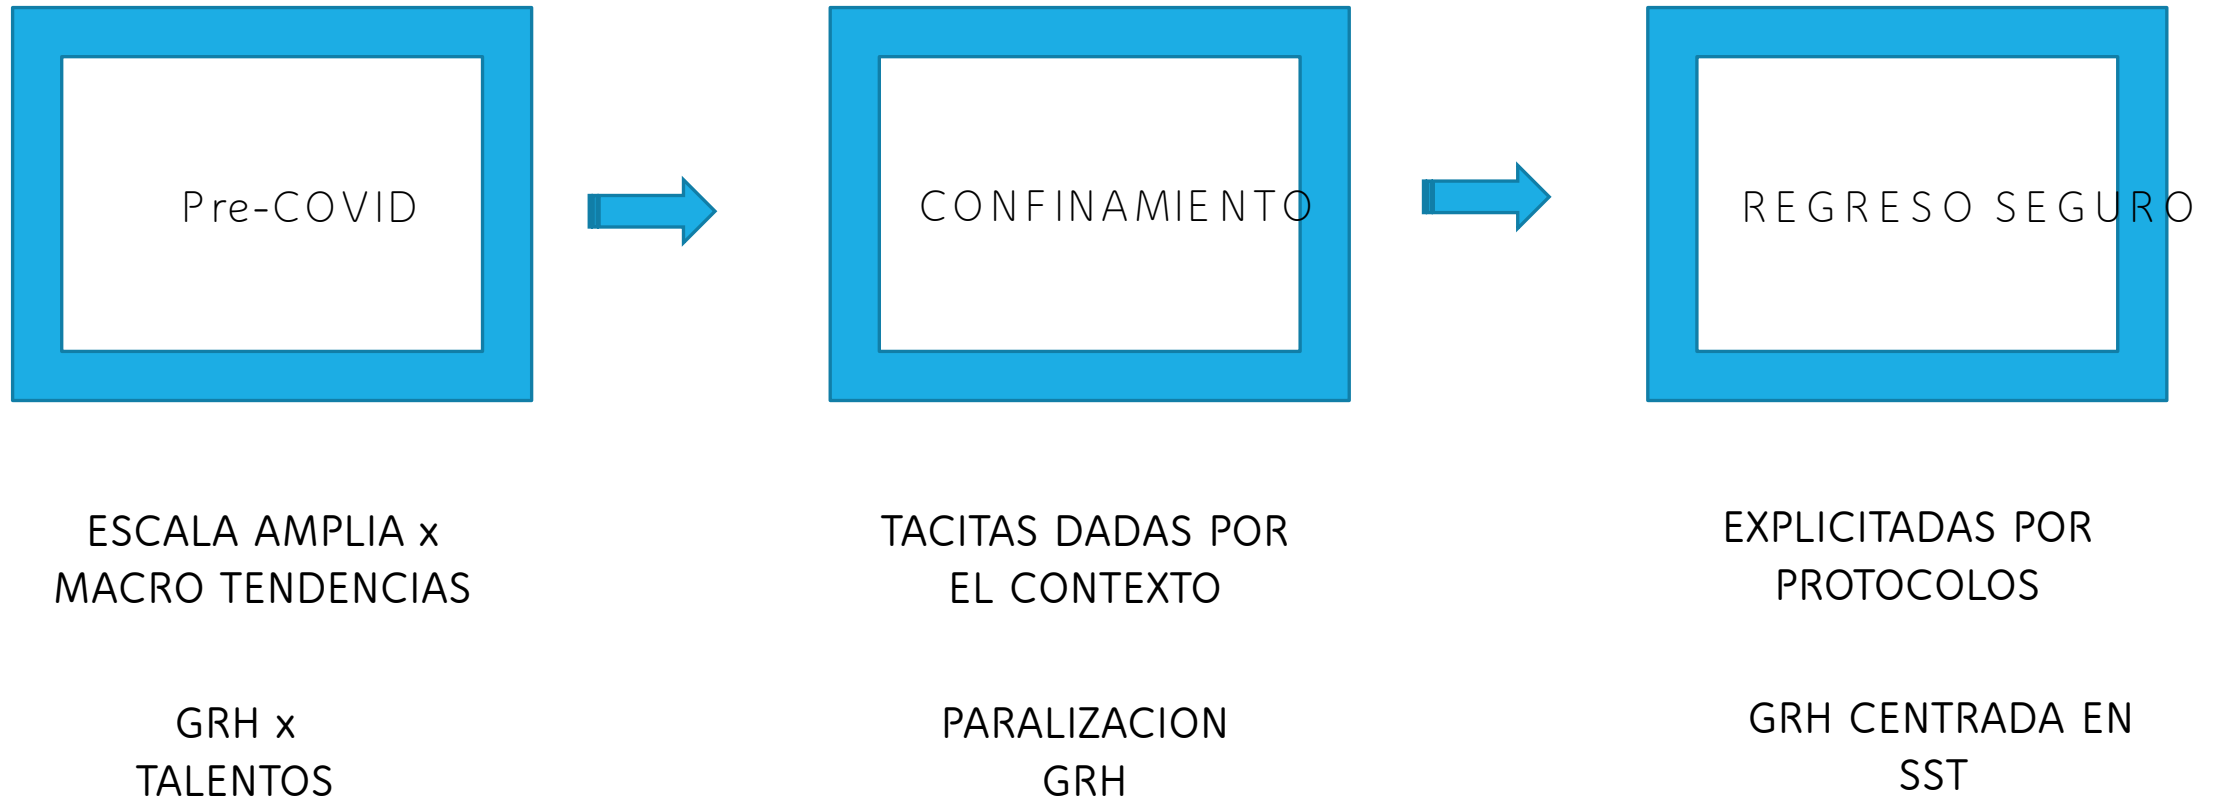 Pre-COVID
CONFINAMIENTO
REGRESO SEGURO
ESCALA AMPLIA x
MACRO TENDENCIAS
TACITAS DADAS POR
EL CONTEXTO
EXPLICITADAS POR
PROTOCOLOS
GRH x
TALENTOS
PARALIZACION
GRH
GRH CENTRADA EN
SST